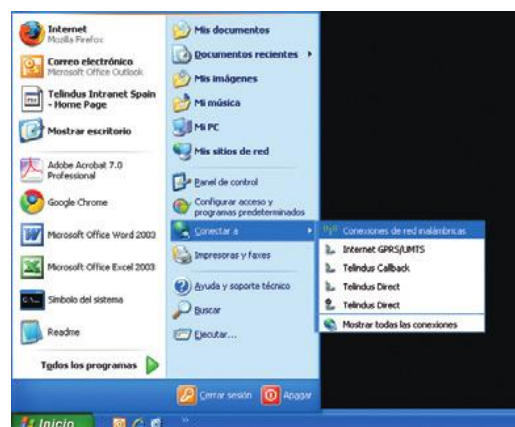 Internet
Mozilla Firefox
Correo electrónico
Microsoft Office Outlook
Telindus Intranet Spain
- Home Page
Mostrar escritorio
Adobe Acrobat 7.0
Professional
Google Chrome
Microsoft Office Word 2003
Microsoft Office Excel 2003
Símbolo del sistema
Readme
Todos los programas
Mis documentos
Documentos recientes
Mis imágenes
Mi música
Mi PC
Mis sitios de red
Panel de control
Configurar acceso y
programas predeterminados
Conectar a
Impresoras y faxes
Ayuda y soporte técnico
Buscar
Ejecutar...
Conexiones de red inalámbricas
Internet GPRS/UMTS
Telindus Callback
Telindus Direct
Telindus Direct
Mostrar todas las conexiones
Cerrar sesión
Apagar
Inicio